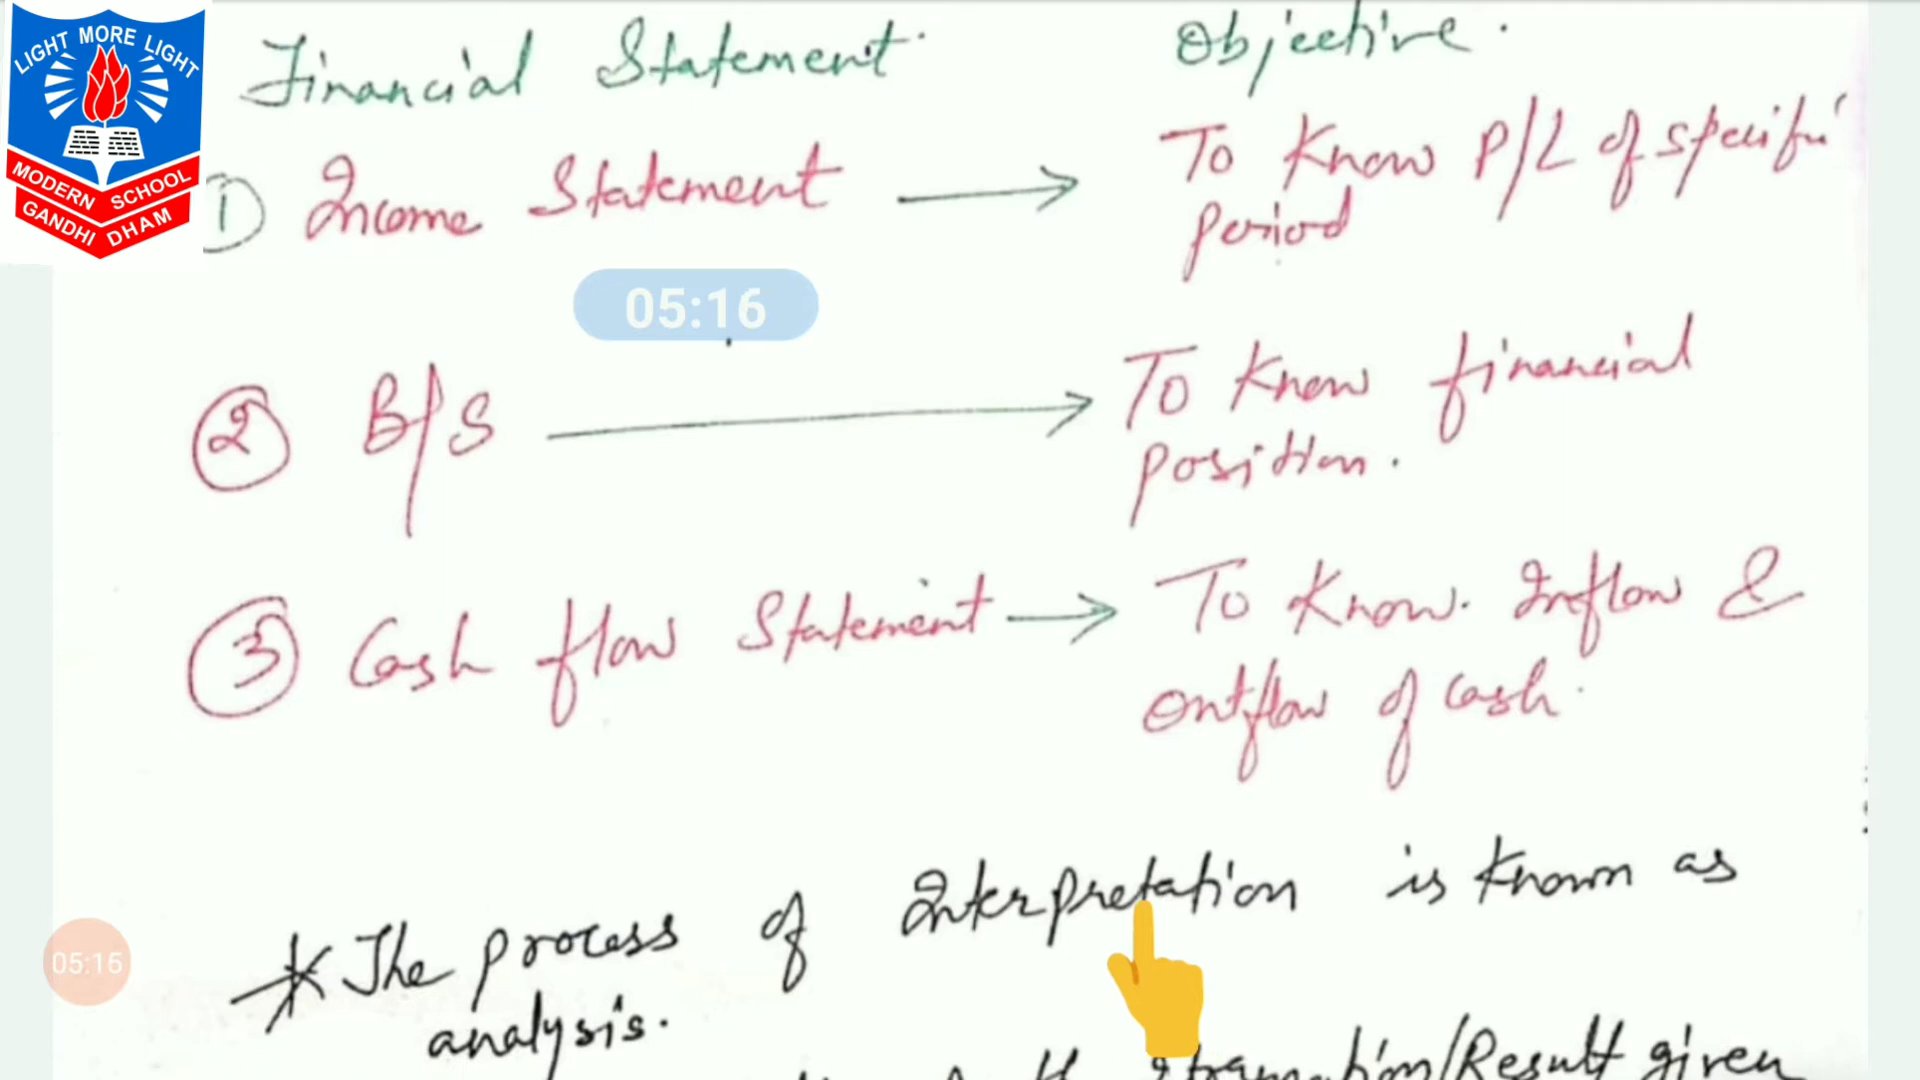 LIGHT MORE LIGHT
MODERN SCHOOL
GANDHI DHAM
Financial Statement. Objective.
① Income Statement → To Know P/L of specific
period
05:16
② B/S → To Know financial
position.
③ Cash flow Statement → To Know. Inflow &
outflow of cash.
* The process of Interpretation is known as
analysis.
05:16
/Result given